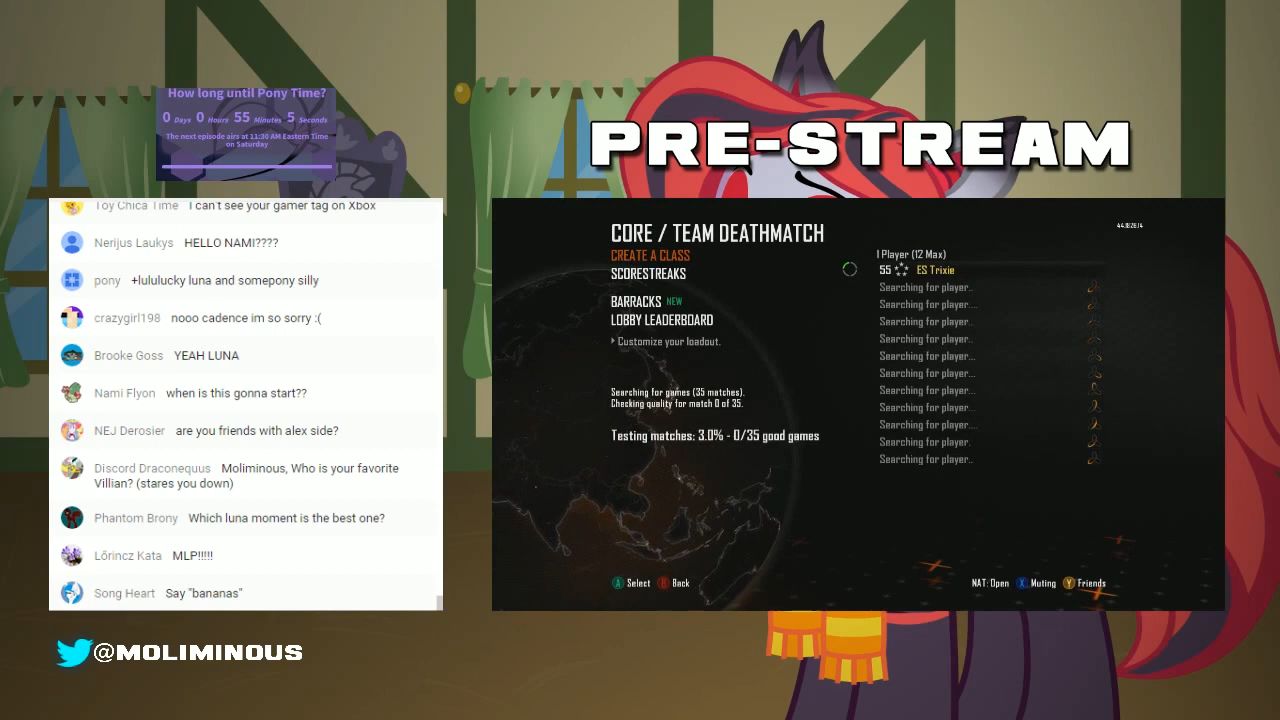 How long until Pony Time?
0 Days 0 Hours 55 Minutes 5 Seconds
The next episode airs at 11:30 AM Eastern Time
on Saturday
PRE-STREAM
Toy Chica Time I can't see your gamer tag on Xbox
Nerijus Laukys HELLO NAMI????
pony +lululucky luna and somepony silly
crazygirl198 nooo cadence im so sorry :(
Brooke Goss YEAH LUNA
Nami Flyon when is this gonna start??
NEJ Derosier are you friends with alex side?
Discord Draconequus Moliminous, Who is your favorite
Villian? (stares you down)
Phantom Brony Which luna moment is the best one?
Lőrincz Kata MLP!!!!!
Song Heart Say "bananas"
@MOLIMINOUS
CORE / TEAM DEATHMATCH
CREATE A CLASS
SCORESTREAKS
BARRACKS NEW
LOBBY LEADERBOARD
Customize your loadout.
Searching for games (35 matches).
Checking quality for match 0 of 35.
Testing matches: 3.0% - 0/35 good games
1 Player (12 Max)
55 ES Trixie
Searching for player..
Searching for player....
Searching for player..
Searching for player..
Searching for player...
Searching for player...
Searching for player...
Searching for player...
Searching for player....
Searching for player.
Searching for player..
A Select B Back
NAT: Open X Muting Y Friends